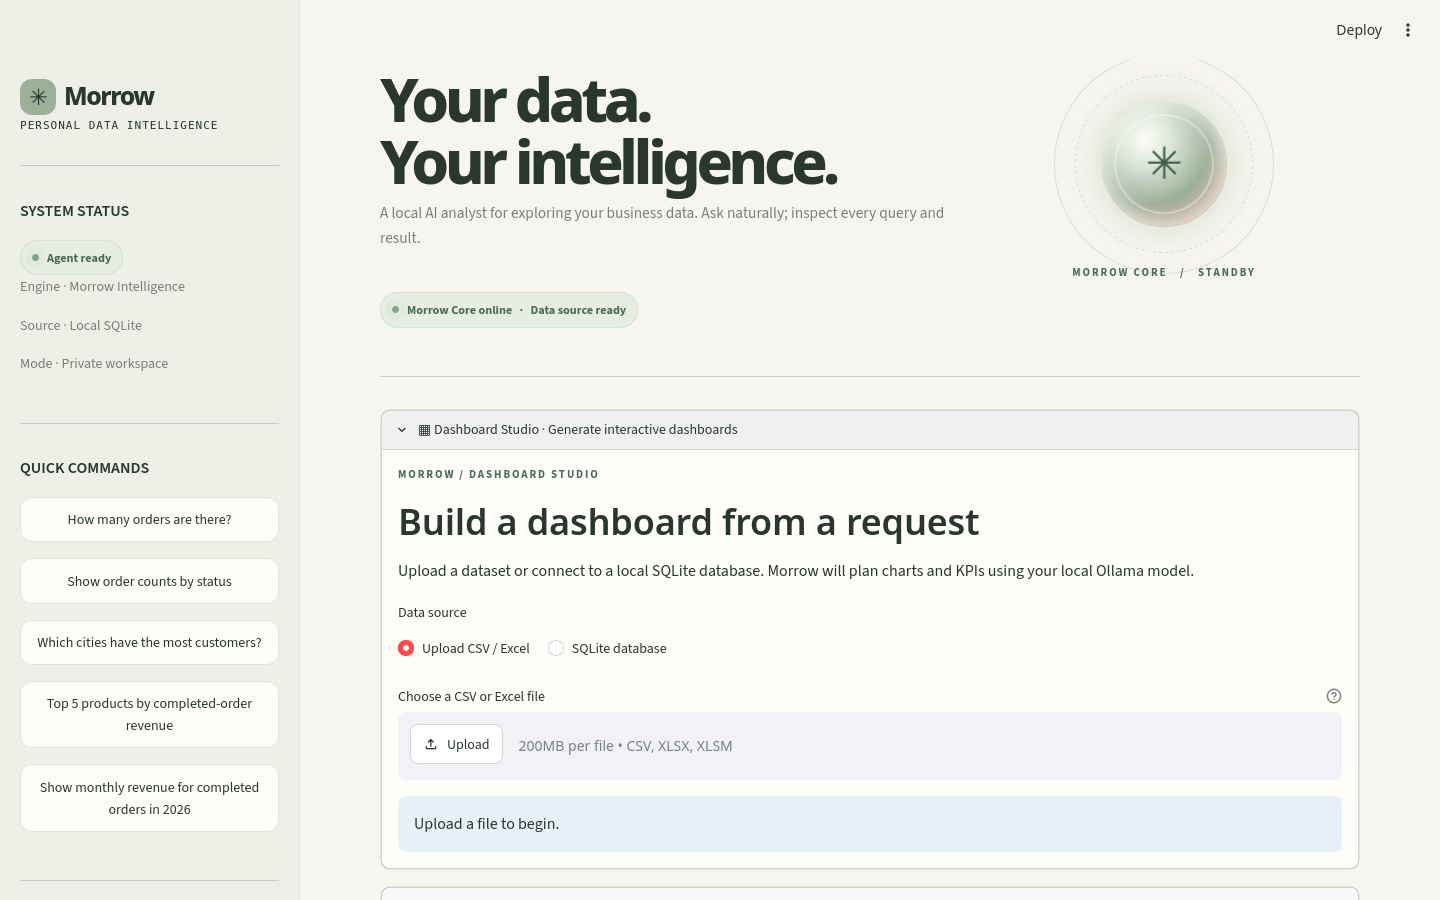 Deploy
Morrow
PERSONAL DATA INTELLIGENCE
SYSTEM STATUS
Agent ready
Engine · Morrow Intelligence
Source · Local SQLite
Mode · Private workspace
QUICK COMMANDS
How many orders are there?
Show order counts by status
Which cities have the most customers?
Top 5 products by completed-order
revenue
Show monthly revenue for completed
orders in 2026
Your data.
Your intelligence.
A local AI analyst for exploring your business data. Ask naturally; inspect every query and
result.
Morrow Core online · Data source ready
MORROW CORE / STANDBY
▦ Dashboard Studio · Generate interactive dashboards
MORROW / DASHBOARD STUDIO
Build a dashboard from a request
Upload a dataset or connect to a local SQLite database. Morrow will plan charts and KPIs using your local Ollama model.
Data source
Upload CSV / Excel
SQLite database
Choose a CSV or Excel file
Upload
200MB per file • CSV, XLSX, XLSM
Upload a file to begin.